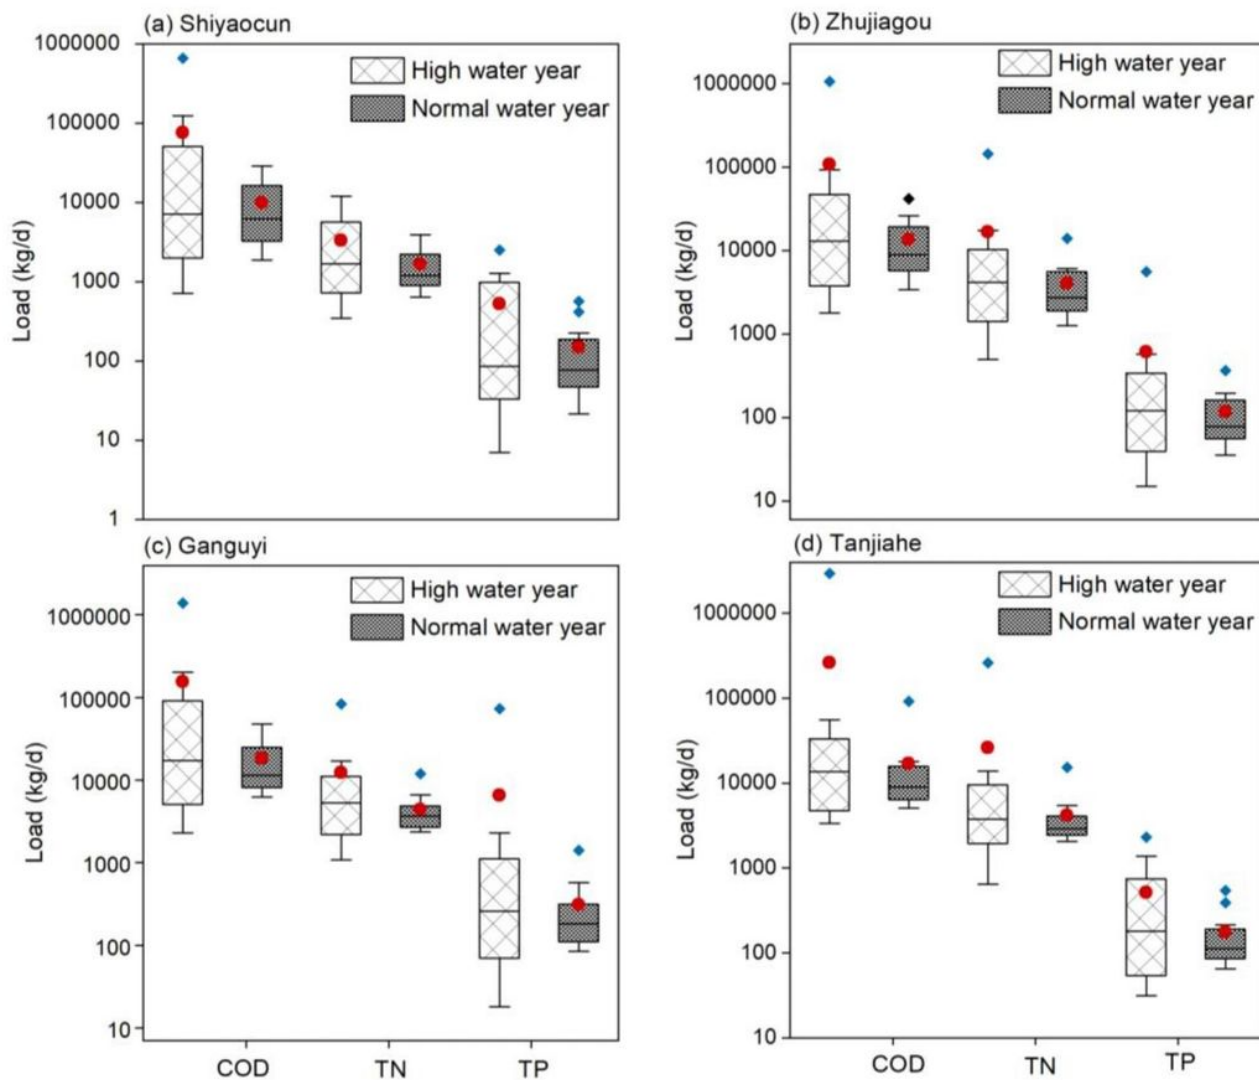 (a) Shiyaocun
1000000
100000
10000
1000
100
10
1
Load (kg/d)
High water year
Normal water year
(b) Zhujiagou
1000000
100000
10000
1000
100
10
Load (kg/d)
High water year
Normal water year
(c) Ganguyi
1000000
100000
10000
1000
100
10
Load (kg/d)
High water year
Normal water year
COD
TN
TP
(d) Tanjiahe
1000000
100000
10000
1000
100
10
Load (kg/d)
High water year
Normal water year
COD
TN
TP